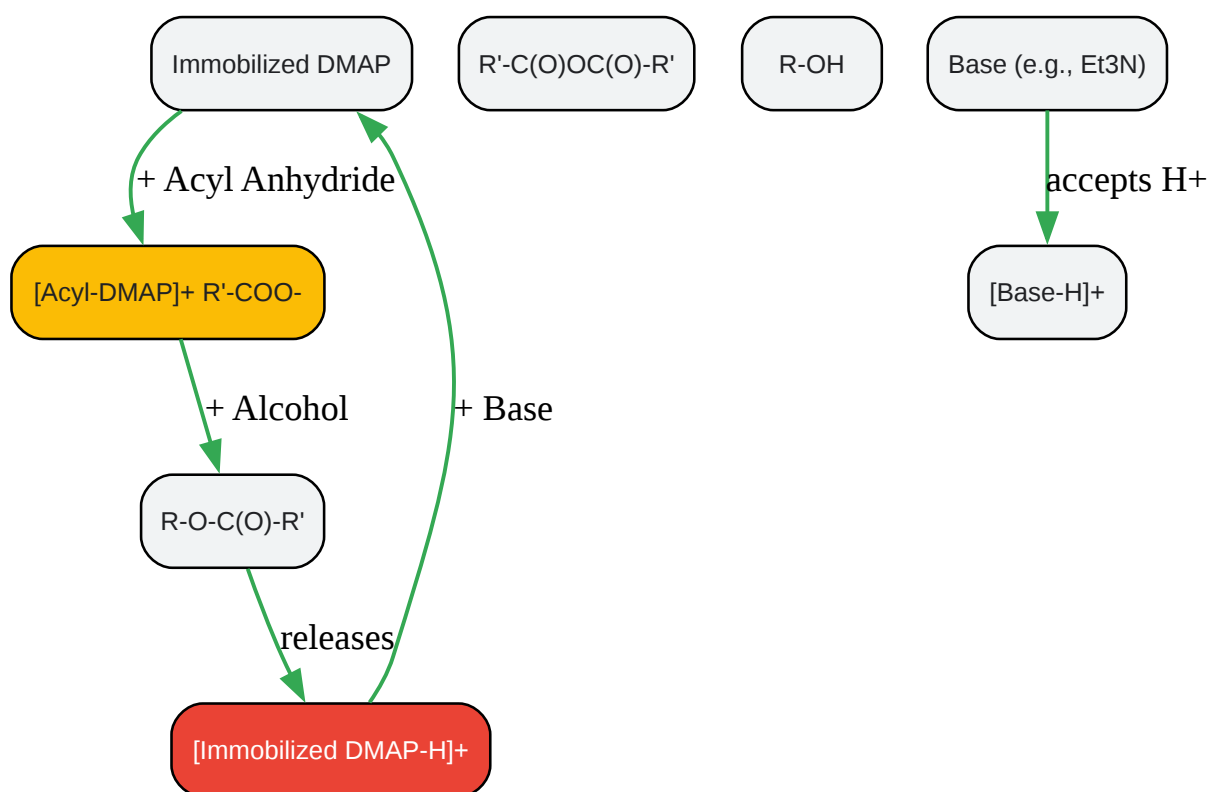 Immobilized DMAP
R'-C(O)OC(O)-R'
R-OH
Base (e.g., Et3N)
+ Acyl Anhydride
accepts H+
[Acyl-DMAP]+ R'-COO-
[Base-H]+
+ Alcohol
+ Base
R-O-C(O)-R'
releases
[Immobilized DMAP-H]+